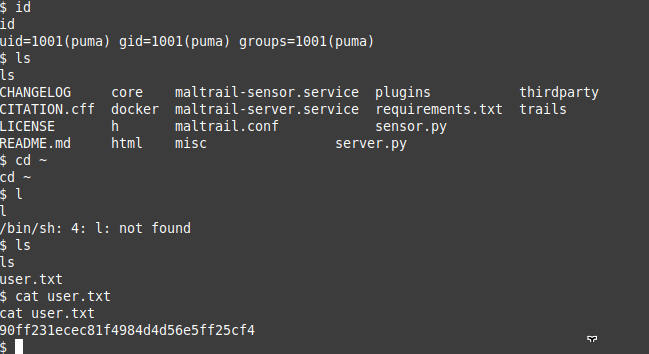 $ id
id
uid=1001(puma) gid=1001(puma) groups=1001(puma)
$ ls
ls
CHANGELOG     core    maltrail-sensor.service  plugins           thirdparty
CITATION.cff  docker  maltrail-server.service  requirements.txt  trails
LICENSE       h       maltrail.conf            sensor.py
README.md     html    misc                server.py
$ cd ~
cd ~
$ l
l
/bin/sh: 4: l: not found
$ ls
ls
user.txt
$ cat user.txt
cat user.txt
90ff231ecec81f4984d4d56e5ff25cf4
$